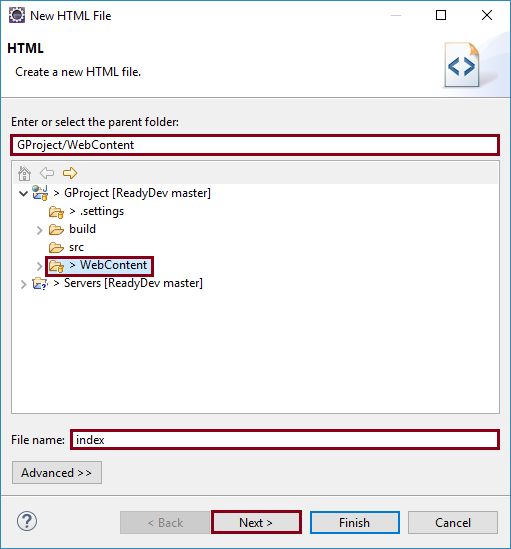 New HTML File
HTML
Create a new HTML file.
Enter or select the parent folder:
GProject/WebContent
> GProject [ReadyDev master]
> .settings
build
src
> WebContent
> Servers [ReadyDev master]
File name: index
Advanced >>
? < Back Next > Finish Cancel